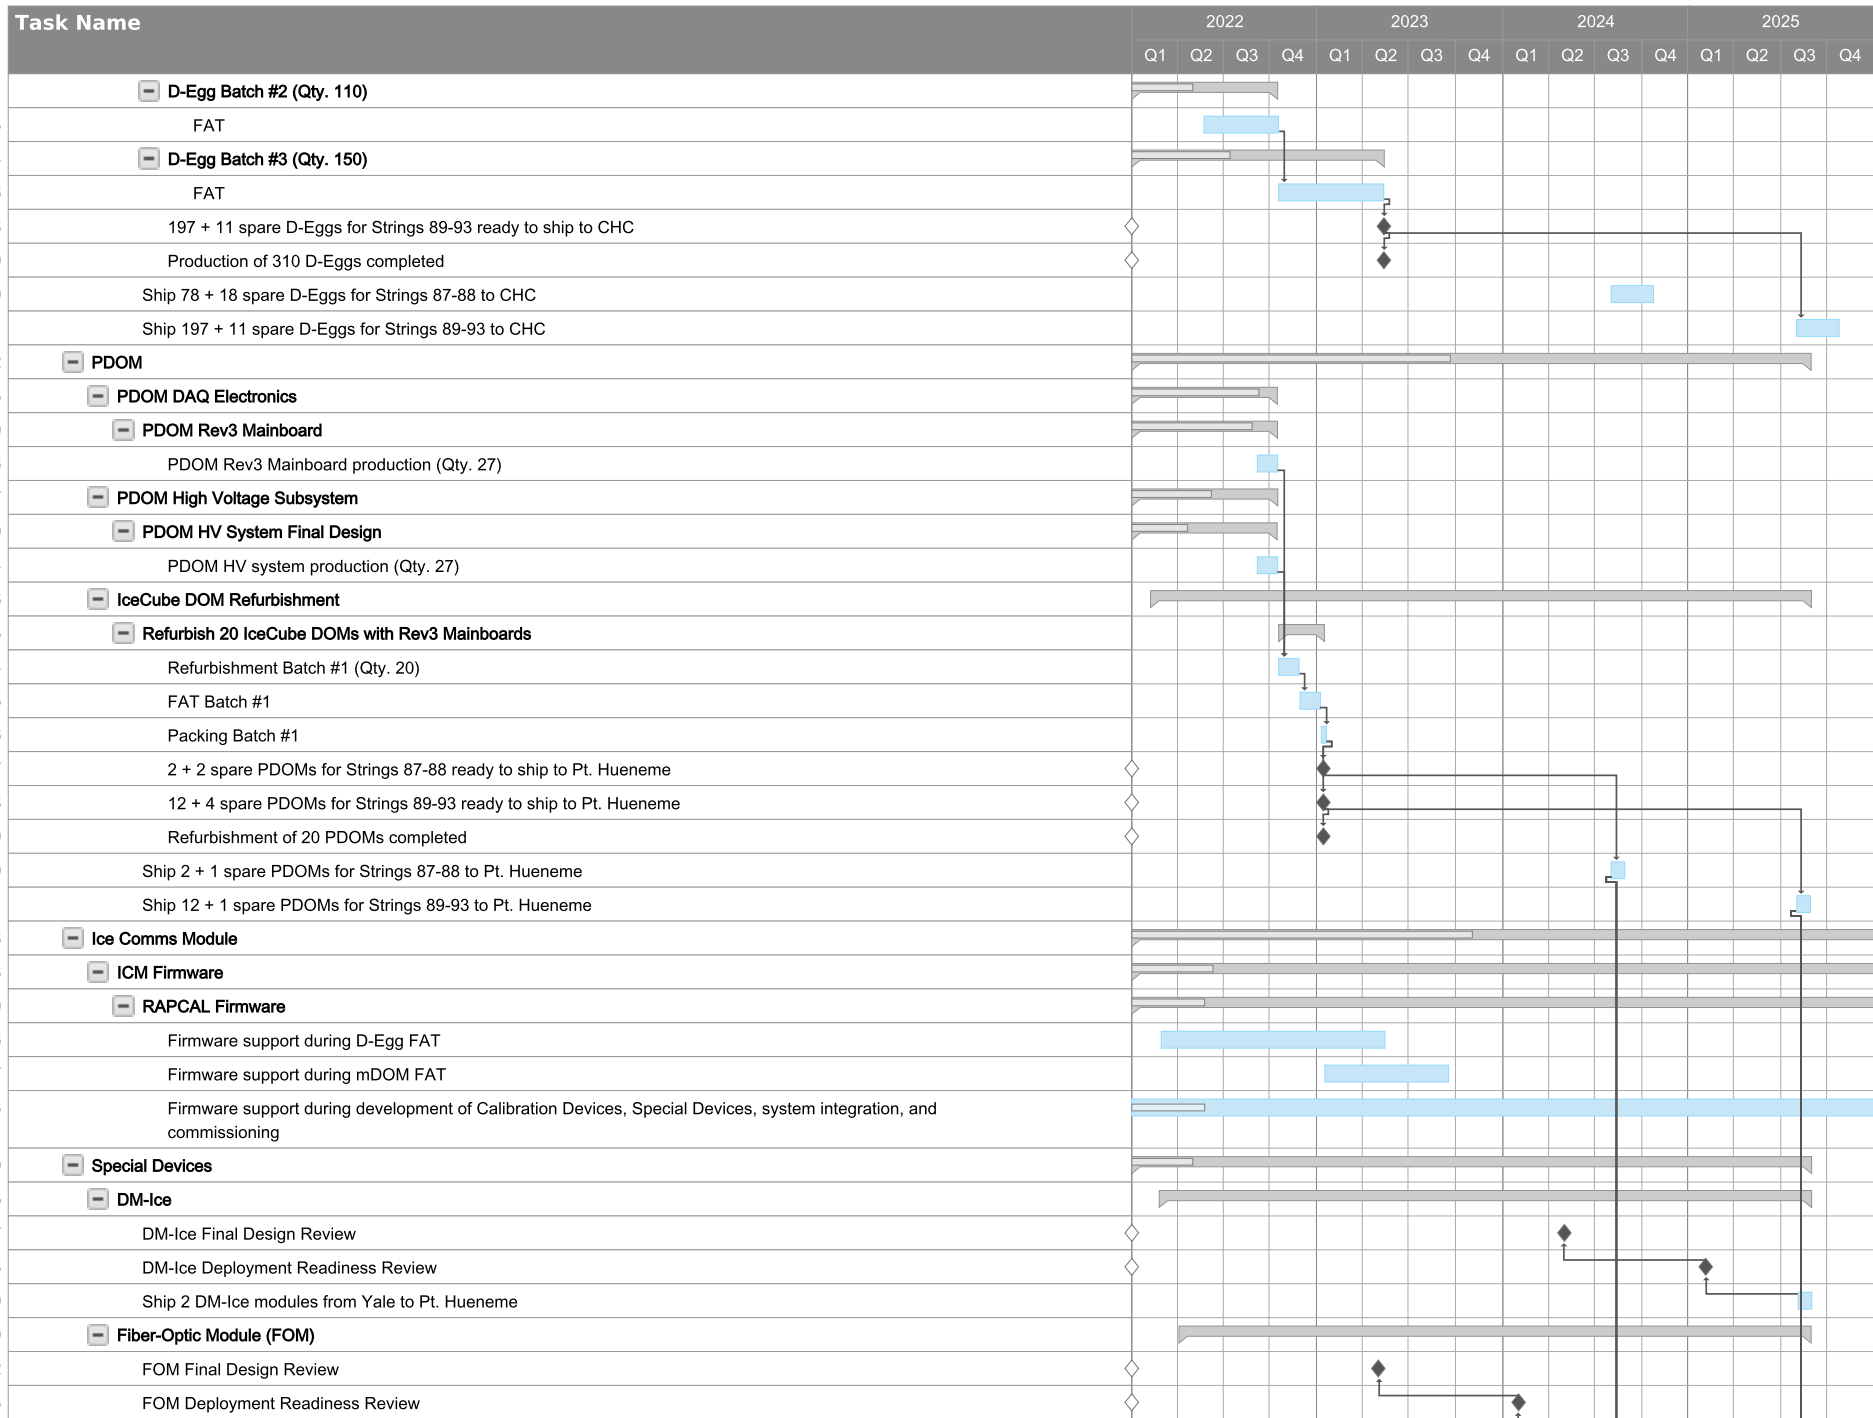 Task Name
2022 2023 2024 2025
Q1 Q2 Q3 Q4 Q1 Q2 Q3 Q4 Q1 Q2 Q3 Q4 Q1 Q2 Q3 Q4
D-Egg Batch #2 (Qty. 110)
FAT
D-Egg Batch #3 (Qty. 150)
FAT
197 + 11 spare D-Eggs for Strings 89-93 ready to ship to CHC
Production of 310 D-Eggs completed
Ship 78 + 18 spare D-Eggs for Strings 87-88 to CHC
Ship 197 + 11 spare D-Eggs for Strings 89-93 to CHC
PDOM
PDOM DAQ Electronics
PDOM Rev3 Mainboard
PDOM Rev3 Mainboard production (Qty. 27)
PDOM High Voltage Subsystem
PDOM HV System Final Design
PDOM HV system production (Qty. 27)
IceCube DOM Refurbishment
Refurbish 20 IceCube DOMs with Rev3 Mainboards
Refurbishment Batch #1 (Qty. 20)
FAT Batch #1
Packing Batch #1
2 + 2 spare PDOMs for Strings 87-88 ready to ship to Pt. Hueneme
12 + 4 spare PDOMs for Strings 89-93 ready to ship to Pt. Hueneme
Refurbishment of 20 PDOMs completed
Ship 2 + 1 spare PDOMs for Strings 87-88 to Pt. Hueneme
Ship 12 + 1 spare PDOMs for Strings 89-93 to Pt. Hueneme
Ice Comms Module
ICM Firmware
RAPCAL Firmware
Firmware support during D-Egg FAT
Firmware support during mDOM FAT
Firmware support during development of Calibration Devices, Special Devices, system integration, and
commissioning
Special Devices
DM-Ice
DM-Ice Final Design Review
DM-Ice Deployment Readiness Review
Ship 2 DM-Ice modules from Yale to Pt. Hueneme
Fiber-Optic Module (FOM)
FOM Final Design Review
FOM Deployment Readiness Review